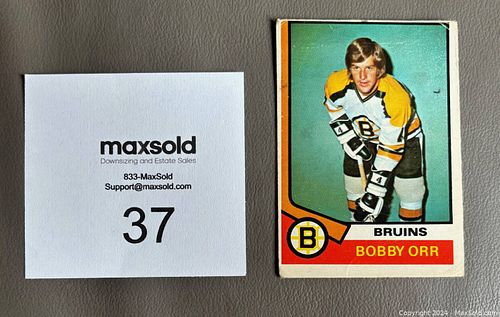 maxsold
Downsizing and Estate Sales
833-MaxSold
Support@maxsold.com
37
B
B
BRUINS
BOBBY ORR
Copyright 2024 - MaxSold.com